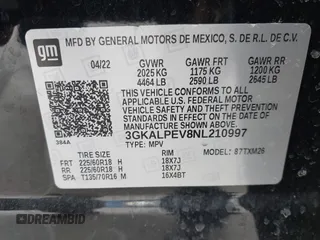 gm
MFD BY GENERAL MOTORS DE MEXICO, S. DE R.L. DE C.V.
04/22 GVWR GAWR FRT GAWR RR
2025 KG 1175 KG 1200 KG
4464 LB 2590 LB 2645 LB
THIS VEHICLE CONFORMS TO ALL APPLICABLE U.S. FEDERAL MOTOR VEHICLE
SAFETY AND THEFT PREVENTION STANDARDS IN EFFECT ON THE DATE OF MANUFACTURE SHOWN ABOVE.
3GKALPEV8NL210997
TYPE: MPV
MODEL: 87TXM26
TIRE SIZE RIM
FRT 225/60R18 H 18X7J
RR 225/60R18 H 18X7J
SPA T135/70R16 M 16X4BT
© DREAMBID DREAMBID.COM